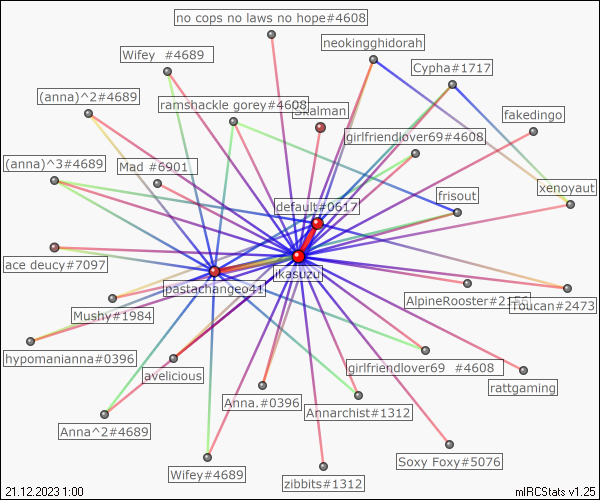 no cops no laws no hope#4608
neokingghidorah
Wifey  #4689
Cypha#1717
(anna)^2#4689
ramshackle gorey#4608
Skalman
fakedingo
girlfriendlover69#4608
(anna)^3#4689
Mad #6901
xenoyaut
frisout
default#0617
ace deucy#7097
ikasuzu
pastachangeo41
AlpineRooster#2156
Toucan#2473
Mushy#1984
hypomanianna#0396
girlfriendlover69  #4608
avelicious
rattgaming
Anna.#0396
Annarchist#1312
Anna^2#4689
Soxy Foxy#5076
Wifey#4689
zibbits#1312
21.12.2023 1:00
mIRCStats v1.25